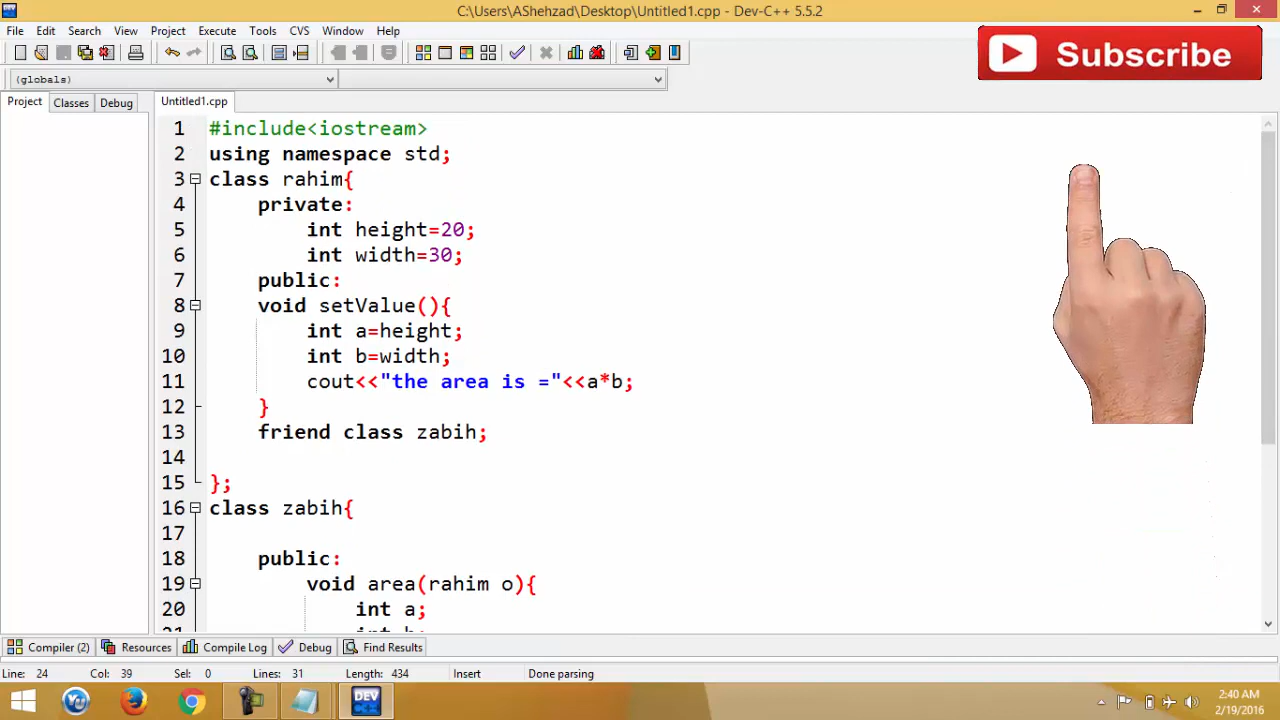 C:\Users\AShehzad\Desktop\Untitled1.cpp - Dev-C++ 5.5.2
File Edit Search View Project Execute Tools CVS Window Help
Subscribe
(globals)
Project Classes Debug Untitled1.cpp
1 #include<iostream>
2 using namespace std;
3 class rahim{
4 private:
5 int height=20;
6 int width=30;
7 public:
8 void setValue(){
9 int a=height;
10 int b=width;
11 cout<<"the area is ="<<a*b;
12 }
13 friend class zabih;
14
15 };
16 class zabih{
17
18 public:
19 void area(rahim o){
20 int a;
Compiler (2) Resources Compile Log Debug Find Results
Line: 24 Col: 39 Sel: 0 Lines: 31 Length: 434 Insert Done parsing
DEV
2:40 AM
2/19/2016